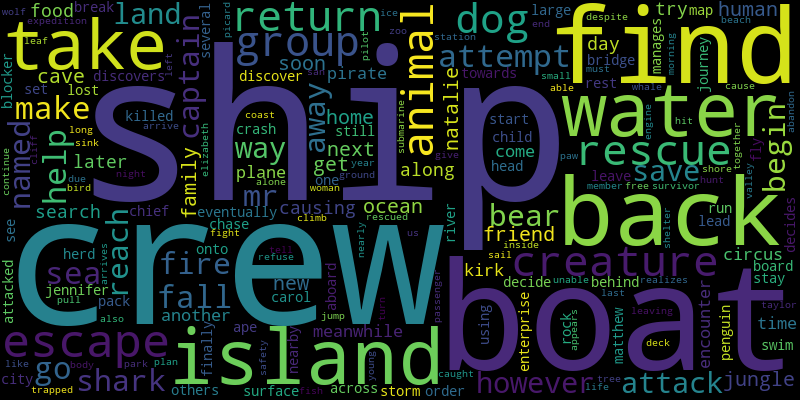 wolf
food
break
expedition
land
picard
return
ice
dog
large
end
despite
try
map
human
take
leaf
captain
several
group
pilot
zoo
station
find
beach
day
manages
morning
blocker
discovers
cave
left
soon
discover
pirate
san
attempt
towards
bridge
must
journey
set
lost
killed
away
home
animal
small
able
rest
whale
cause
make
long
sink
arrive
ship
coast
crash
still
submarine
natalie
start
water
engine
hit
together
abandon
named
cliff
help
due
bird
later
family
elizabeth
way
plane
alone
next
year
get
one
ground
woman
give
along
child
come
head
rescue
paw
leave
save
fly
shore
begin
continue
night
mr
climb
rescued
ocean
bear
member
free
survivor
hunt
valley
see
search
chief
eventually
causing
chase
fight
nearly
us
river
friend
inside
sail
back
shelter
run
lead
decides
attacked
reach
herd
onto
tell
refuse
sea
jennifer
pull
arrives
crew
fire
new
carol
aboard
kirk
creature
decide
unable
behind
realizes
circus
board
stay
pack
also
fall
another
jump
passenger
enterprise
using
last
boat
leaving
taylor
escape
finally
ape
nearby
meanwhile
turn
rock
appears
matthew
deck
encounter
penguin
time
like
city
go
body
park
plan
island
safety
young
caught
swim
tree
life
trapped
shark
others
surface
fish
across
storm
order
however
attack
jungle